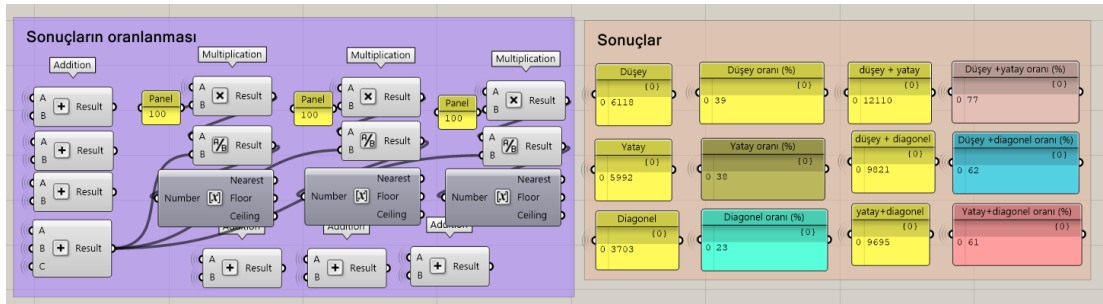 Sonuçların oranlanması
Addition
Multiplication
Multiplication
Multiplication
A
B
+
Result
Panel
100
A
B
×
Result
Panel
100
A
B
×
Result
Panel
100
A
B
×
Result
A
B
+
Result
A
B
A/B
Result
A
B
A/B
Result
A
B
A/B
Result
A
B
+
Result
Number
[x]
Nearest
Floor
Ceiling
Number
[x]
Nearest
Floor
Ceiling
Number
[x]
Nearest
Floor
Ceiling
A
B
C
+
Result
Addition
Addition
Addition
A
B
+
Result
A
B
+
Result
A
B
+
Result
Sonuçlar
Düşey
{0}
0 6118
Düşey oranı (%)
{0}
0 39
düşey + yatay
{0}
0 12110
Düşey +yatay oranı (%)
{0}
0 77
Yatay
{0}
0 5992
Yatay oranı (%)
{0}
0 38
düşey + diagonel
{0}
0 9821
Düşey +diagonel oranı (%)
{0}
0 62
Diagonel
{0}
0 3703
Diagonel oranı (%)
{0}
0 23
yatay+diagonel
{0}
0 9695
Yatay+diagonel oranı (%)
{0}
0 61